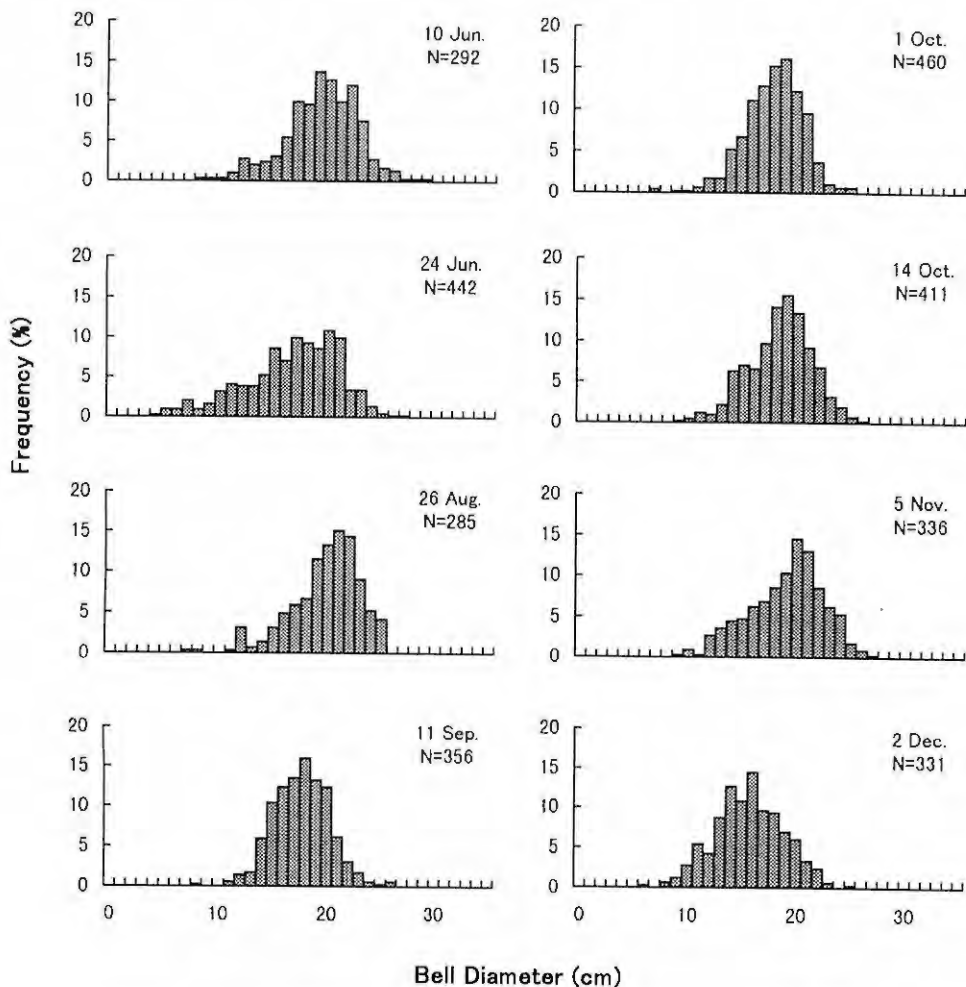 20
15
10
5
0
10 Jun.
N=292
20
15
10
5
0
1 Oct.
N=460
20
15
10
5
0
24 Jun.
N=442
20
15
10
5
0
14 Oct.
N=411
Frequency (%)
20
15
10
5
0
26 Aug.
N=285
20
15
10
5
0
5 Nov.
N=336
20
15
10
5
0
11 Sep.
N=356
0 10 20 30
20
15
10
5
0
2 Dec.
N=331
0 10 20 30
Bell Diameter (cm)